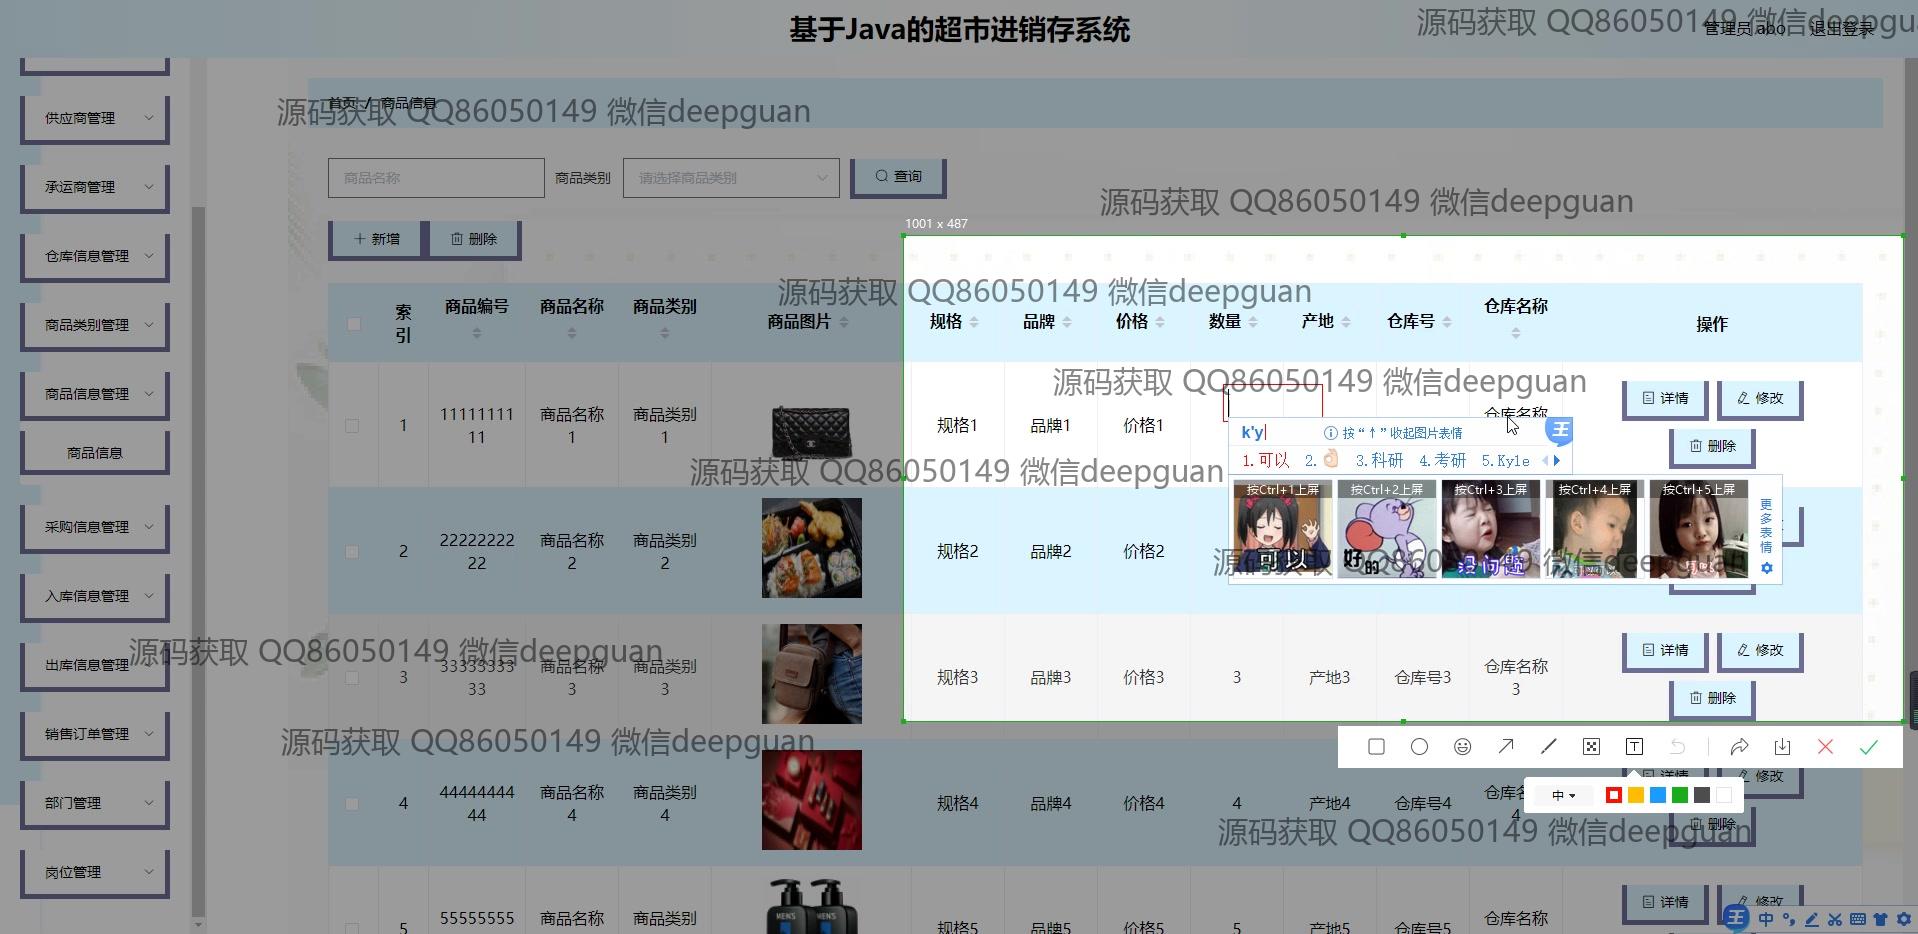 基于Java的超市进销存系统
管理员 abo 退出登录
源码获取 QQ86050149 微信deepgu
首页 / 商品信息
源码获取 QQ86050149 微信deepguan
供应商管理
承运商管理
仓库信息管理
商品类别管理
商品信息管理
商品信息
采购信息管理
入库信息管理
出库信息管理
销售订单管理
部门管理
岗位管理
商品名称 商品类别 请选择商品类别 查询
源码获取 QQ86050149 微信deepguan
新增 删除
1001 x 487
源码获取 QQ86050149 微信deepguan
索引 商品编号 商品名称 商品类别 商品图片 规格 品牌 价格 数量 产地 仓库号 仓库名称 操作
源码获取 QQ86050149 微信deepguan
1 1111111111 商品名称1 商品类别1 规格1 品牌1 价格1 仓库名称 详情 修改 删除
k'y 按“↑”收起图片表情
王
1.可以 2.👌 3.科研 4.考研 5.Kyle
源码获取 QQ86050149 微信deepguan
按Ctrl+1上屏 按Ctrl+2上屏 按Ctrl+3上屏 按Ctrl+4上屏 按Ctrl+5上屏
更多表情
可以 好的 没问题
2 2222222222 商品名称2 商品类别2 规格2 品牌2 价格2
源码获取 QQ86050149 微信deepguan
源码获取 QQ86050149 微信deepguan
3 3333333333 商品名称3 商品类别3 规格3 品牌3 价格3 3 产地3 仓库号3 仓库名称3 详情 修改 删除
源码获取 QQ86050149 微信deepguan
T
中
4 4444444444 商品名称4 商品类别4 规格4 品牌4 价格4 4 产地4 仓库号4 仓库名称4 详情 修改 删除
源码获取 QQ86050149 微信deepguan
MEN'S MEN'S
5 55555555 商品名称 商品类别 规格5 品牌5 价格5 5 产地5 仓库号5 仓库名称 详情 修改
王 中